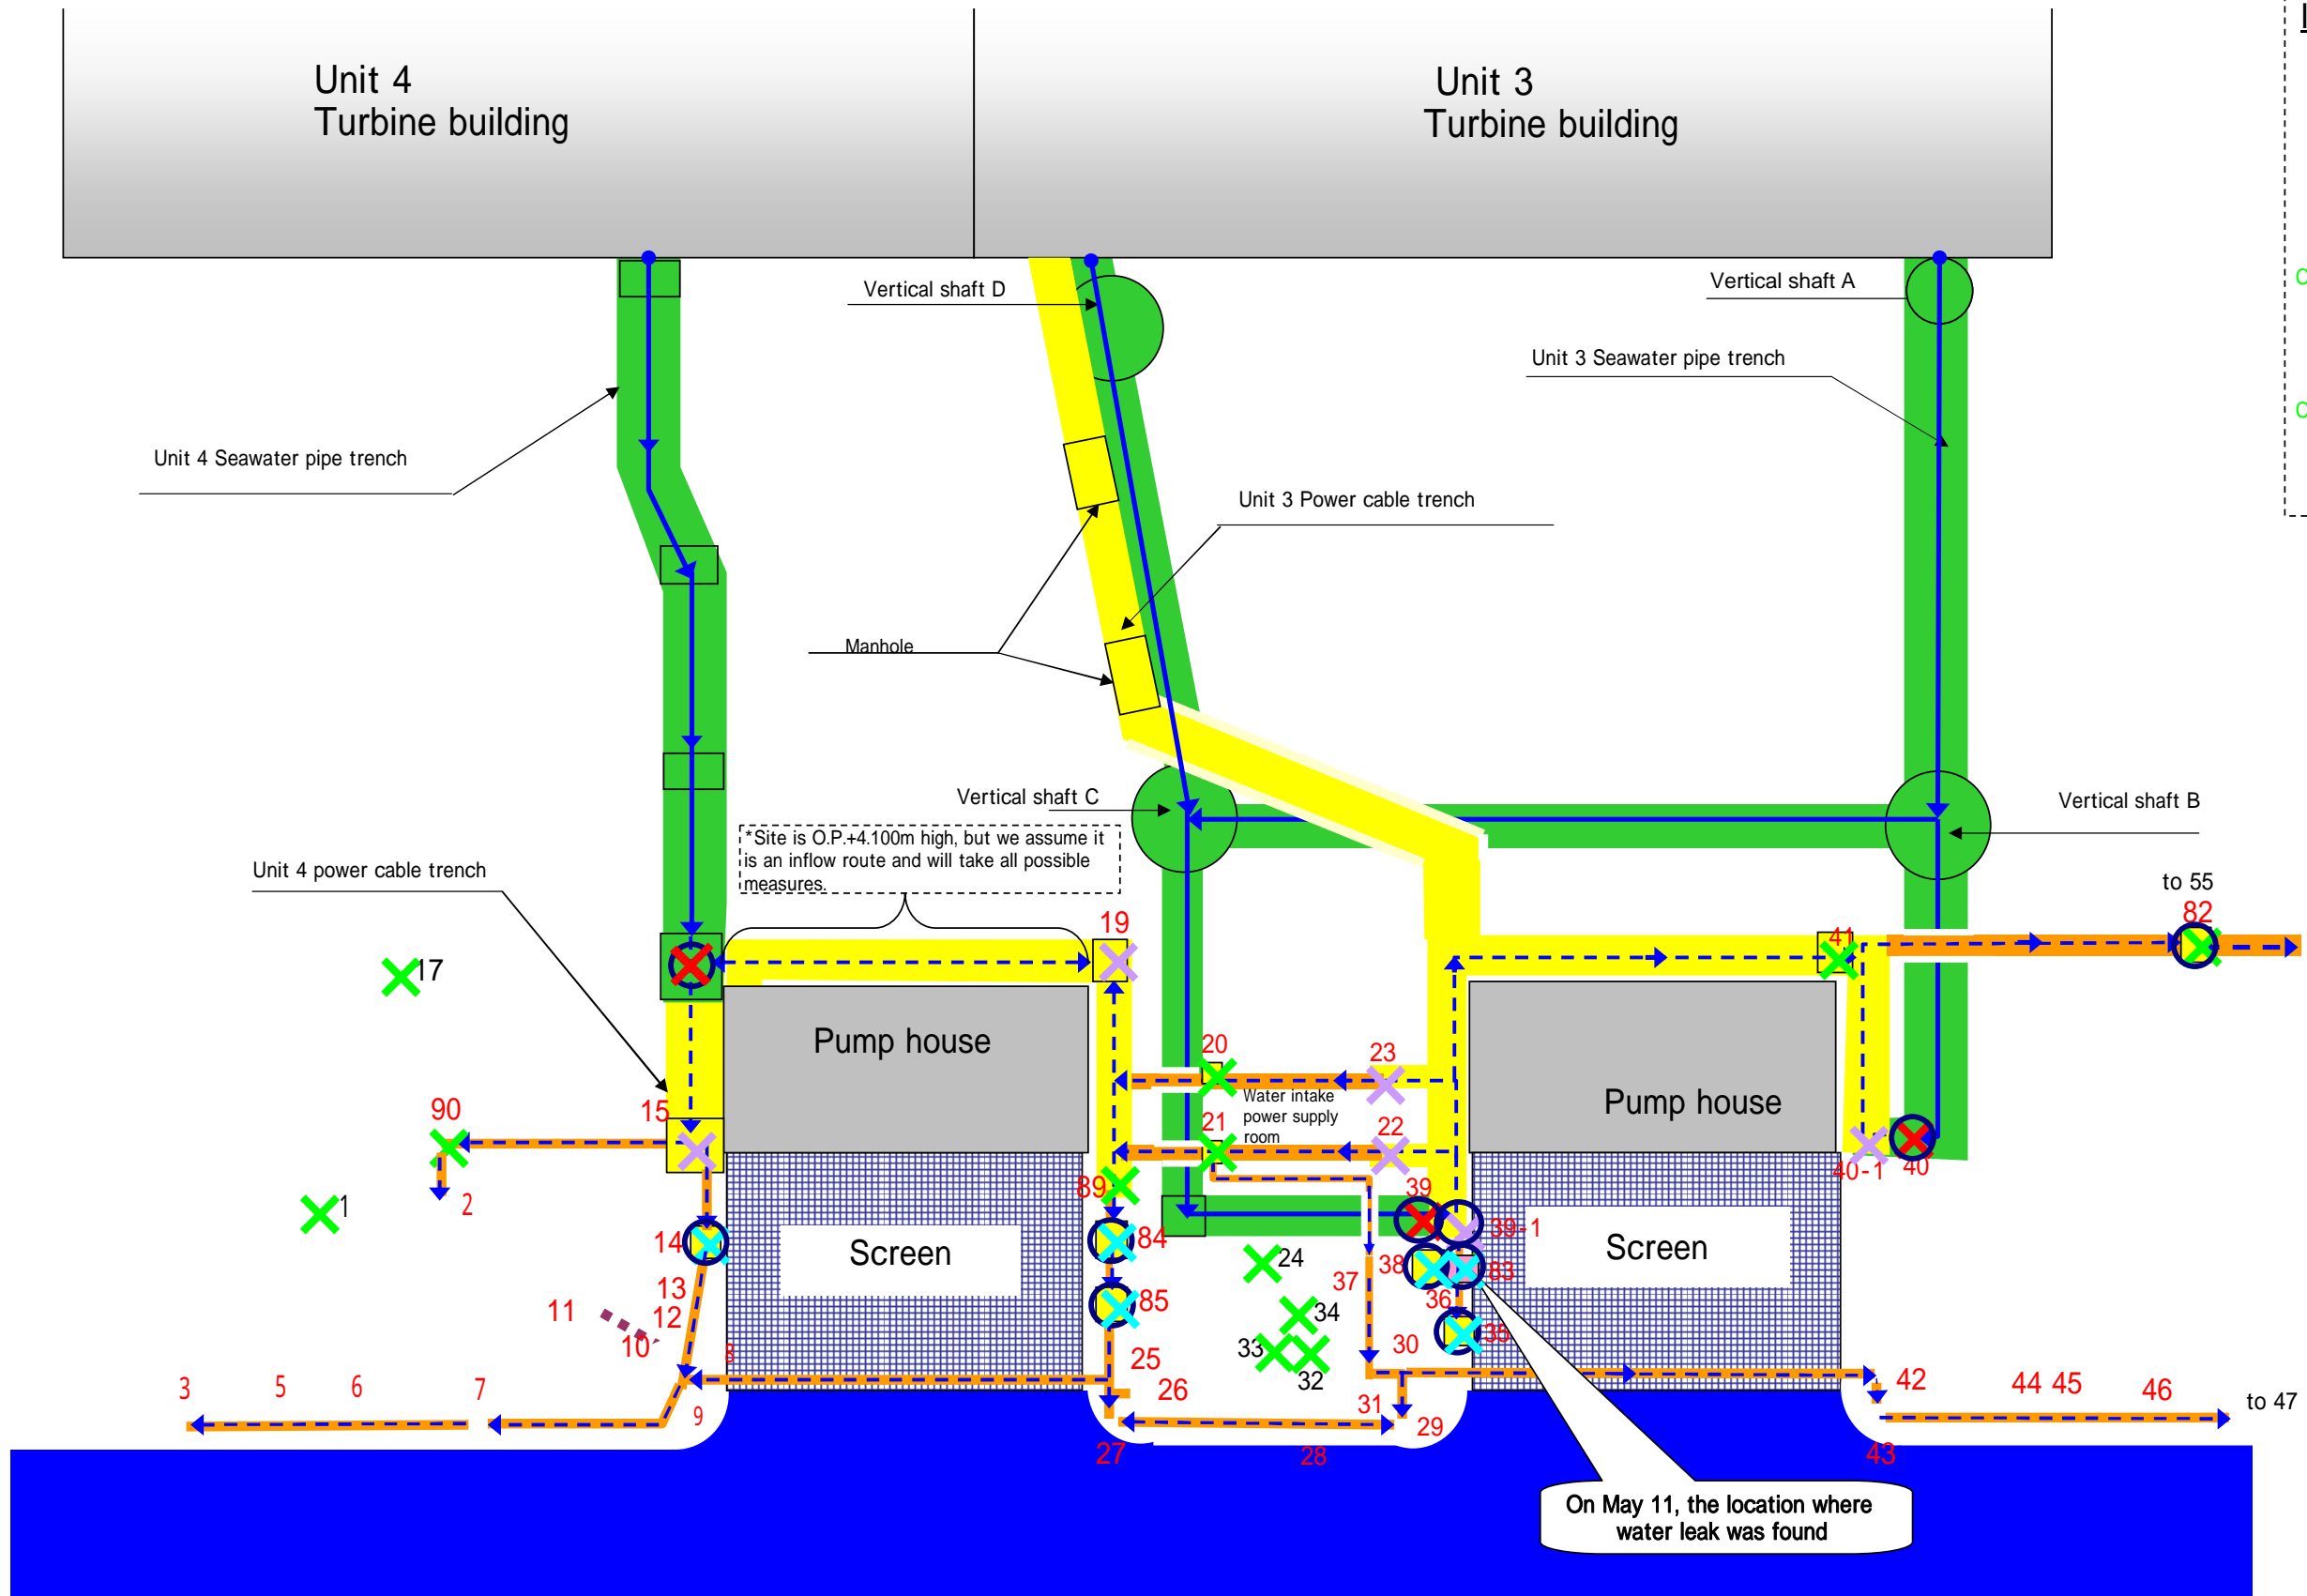 Unit 4
Turbine building
Unit 3
Turbine building
Vertical shaft D
Vertical shaft A
Unit 3 Seawater pipe trench
Unit 4 Seawater pipe trench
Unit 3 Power cable trench
Manhole
Vertical shaft C
Vertical shaft B
*Site is O.P.+4.100m high, but we assume it
is an inflow route and will take all possible
measures.
Unit 4 power cable trench
to 55
82
19
41
17
Pump house
20
23
Water intake
power supply
room
Pump house
90
15
21
22
40-1
40
89
39
2
1
14
84
39-1
Screen
Screen
24
38
83
37
13
11
12
85
36
34
10
8
33
30
35
25
32
3
5
6
7
26
42
44 45
46
to 47
9
31
29
27
28
43
On May 11, the location where
water leak was found